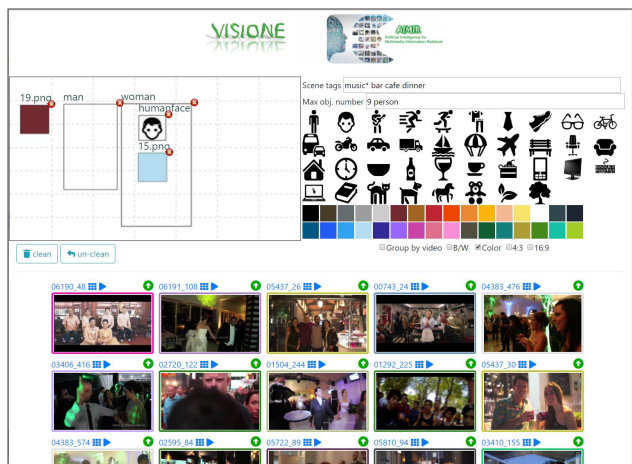 VISIONE
AIMIR
Artificial Intelligence for
Multimedia Information Retrieval
Scene tags music* bar cafe dinner
Max obj. number 9 person
19.png man woman
humanface
15.png
clean un-clean
Group by video B/W Color 4:3 16:9
06190_48 06191_108 05437_26 00743_24 04383_476
03406_416 02720_122 01504_244 01292_225 05437_30
04383_574 02595_84 05722_89 05810_94 03410_155